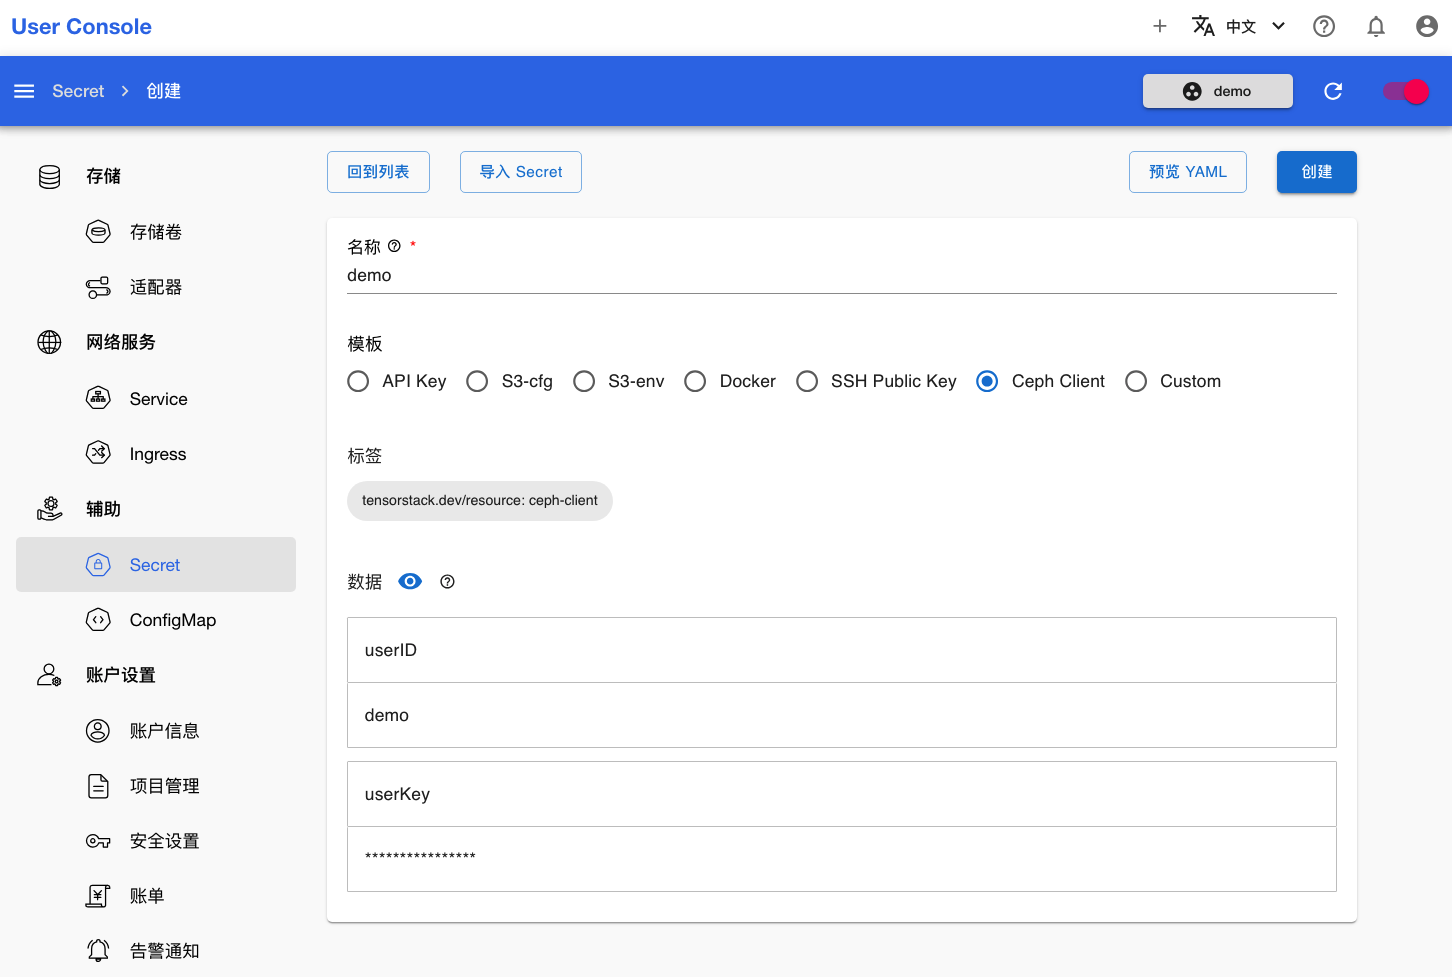 User Console
中文
Secret
创建
demo
存储
存储卷
适配器
网络服务
Service
Ingress
辅助
Secret
ConfigMap
账户设置
账户信息
项目管理
安全设置
账单
告警通知
回到列表
导入 Secret
预览 YAML
创建
名称 *
demo
模板
API Key S3-cfg S3-env Docker SSH Public Key Ceph Client Custom
标签
tensorstack.dev/resource: ceph-client
数据
userID
demo
userKey
****************